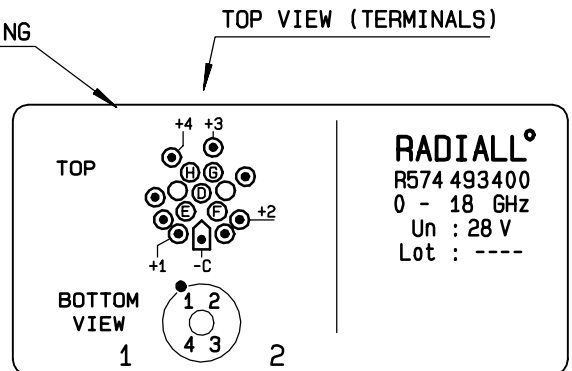 NG
TOP VIEW (TERMINALS)
+4 +3
TOP
H G
D
E F
+2
+1 -C
BOTTOM
VIEW
1 2
4 3
1 2
RADIALL°
R574 493400
0 - 18 GHz
Un : 28 V
Lot : ----